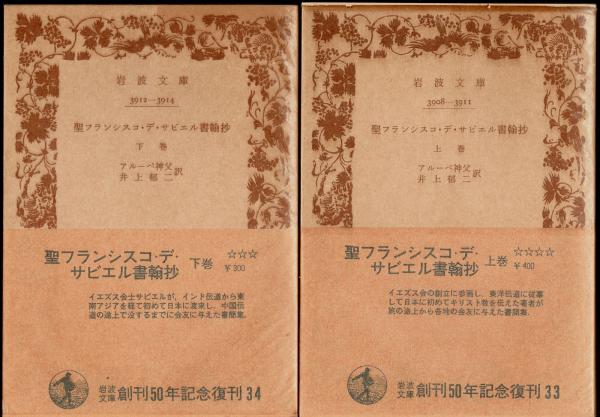 岩波文庫
3912—3914
聖フランシスコ・デ・サビエル書翰抄
下巻
アルーペ神父
井上郁二 訳
聖フランシスコ・デ・
サビエル書翰抄 下巻
☆☆☆
¥300
イエズス会士サビエルが、インド伝道から東
南アジアを経て初めて日本に渡来し、中国伝
道の途上で没するまでに会友に与えた書簡集。
岩波
文庫 創刊50年記念復刊 34
岩波文庫
3908—3911
聖フランシスコ・デ・サビエル書翰抄
上巻
アルーペ神父
井上郁二 訳
聖フランシスコ・デ・
サビエル書翰抄 上巻
☆☆☆☆
¥400
イエズス会の創立に参画し、東洋伝道に従事
して日本に初めてキリスト教を伝えた著者が
旅の途上から各地の会友に与えた書簡集。
岩波
文庫 創刊50年記念復刊 33